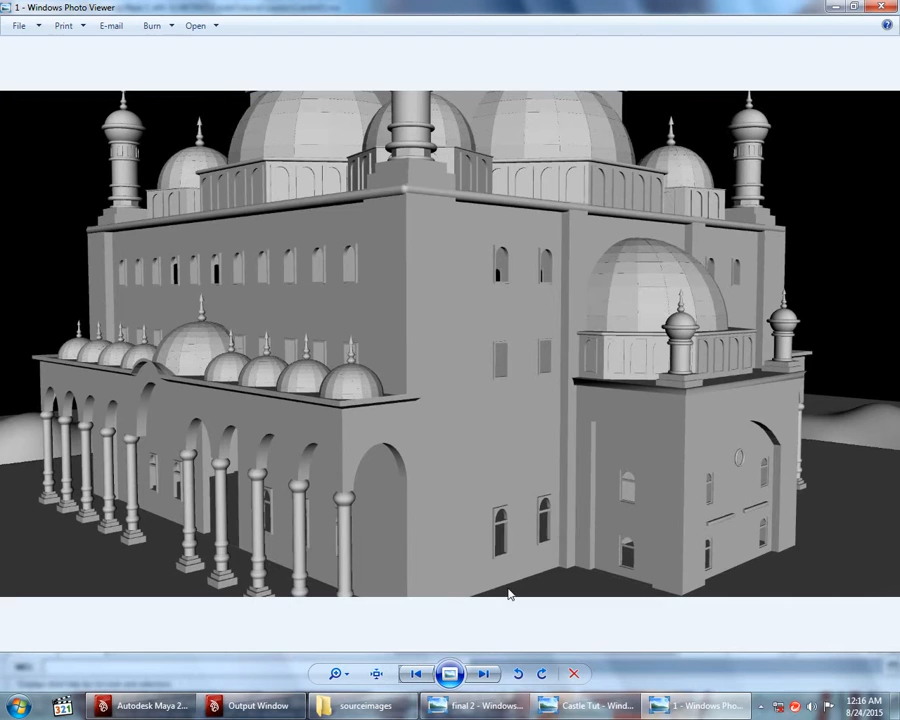 1 - Windows Photo Viewer
File Print E-mail Burn Open
321 Autodesk Maya 2... Output Window sourceimages final 2 - Windows... Castle Tut - Wind... 1 - Windows Pho... 12:16 AM
8/24/2015